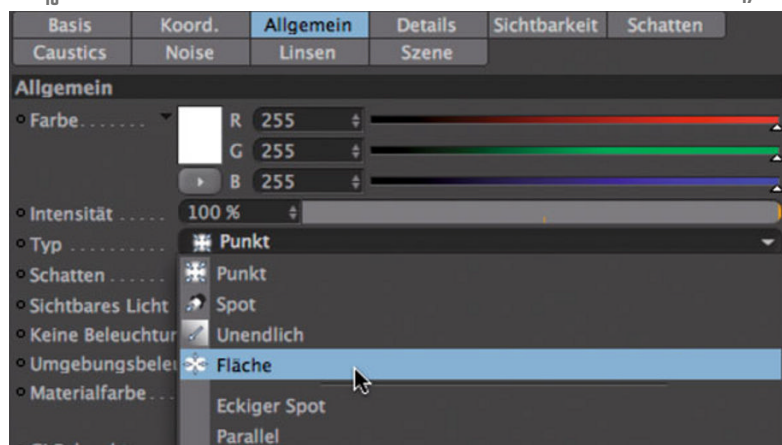 Basis Koord. Allgemein Details Sichtbarkeit Schatten
Caustics Noise Linsen Szene
Allgemein
Farbe........ R 255
G 255
B 255
Intensität ..... 100 %
Typ .......... Punkt
Schatten ...... Punkt
Sichtbares Licht Spot
Keine Unendlich
Fläche
Materialfarbe...
Eckiger Spot
Parallel